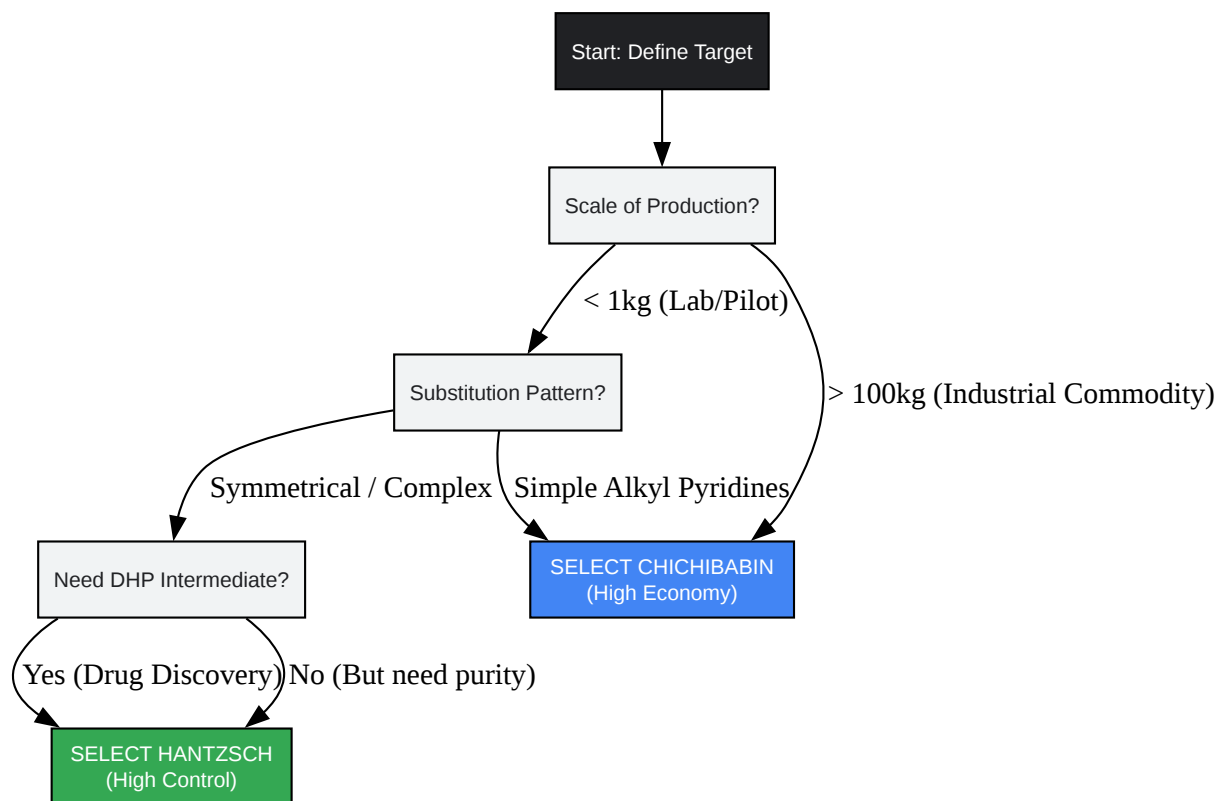 Start: Define Target
Scale of Production?
< 1kg (Lab/Pilot)
Substitution Pattern?
> 100kg (Industrial Commodity)
Symmetrical / Complex
Simple Alkyl Pyridines
Need DHP Intermediate?
SELECT CHICHIBABIN
(High Economy)
Yes (Drug Discovery)
No (But need purity)
SELECT HANTZSCH
(High Control)